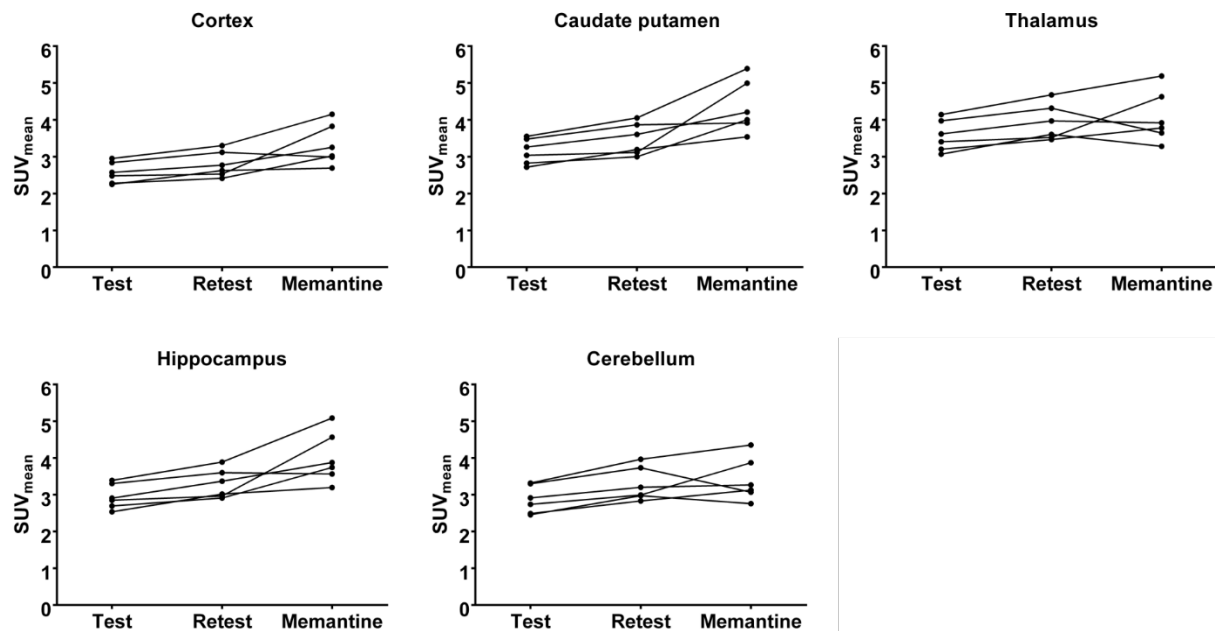 Cortex
6
5
4
3
2
1
0
SUVmean
Test Retest Memantine
Caudate putamen
6
5
4
3
2
1
0
SUVmean
Test Retest Memantine
Thalamus
6
5
4
3
2
1
0
SUVmean
Test Retest Memantine
Hippocampus
6
5
4
3
2
1
0
SUVmean
Test Retest Memantine
Cerebellum
6
5
4
3
2
1
0
SUVmean
Test Retest Memantine